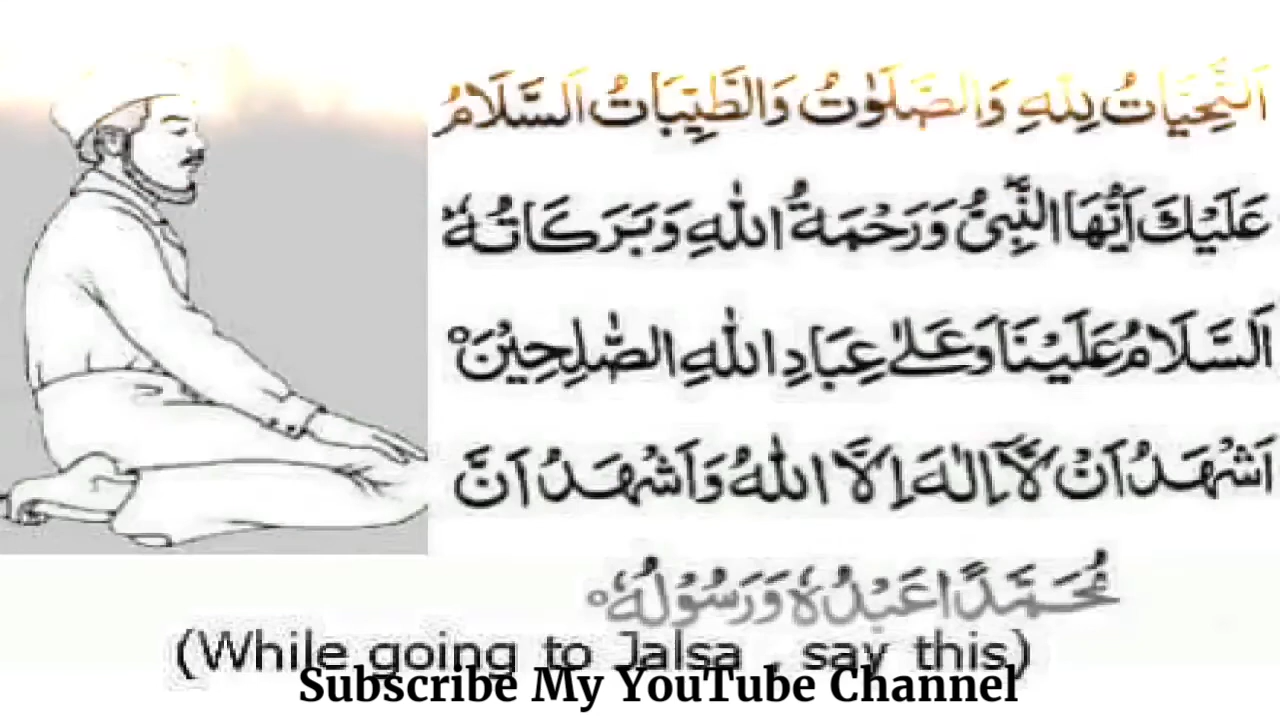 اَلتَّحِيَّاتُ لِلّٰهِ وَالصَّلَوٰتُ وَالطَّيِّبَاتُ اَلسَّلَامُ
عَلَيْكَ اَيُّهَا النَّبِيُّ وَرَحْمَةُ اللّٰهِ وَبَرَكَاتُهٗ
اَلسَّلَامُ عَلَيْنَا وَعَلٰى عِبَادِ اللّٰهِ الصّٰلِحِيْنَ۝
اَشْهَدُ اَنْ لَّآ اِلٰهَ اِلَّا اللّٰهُ وَاَشْهَدُ اَنَّ
مُحَمَّدًا عَبْدُهٗ وَرَسُوْلُهٗ۝
(While going to Jalsa , say this)
Subscribe My YouTube Channel